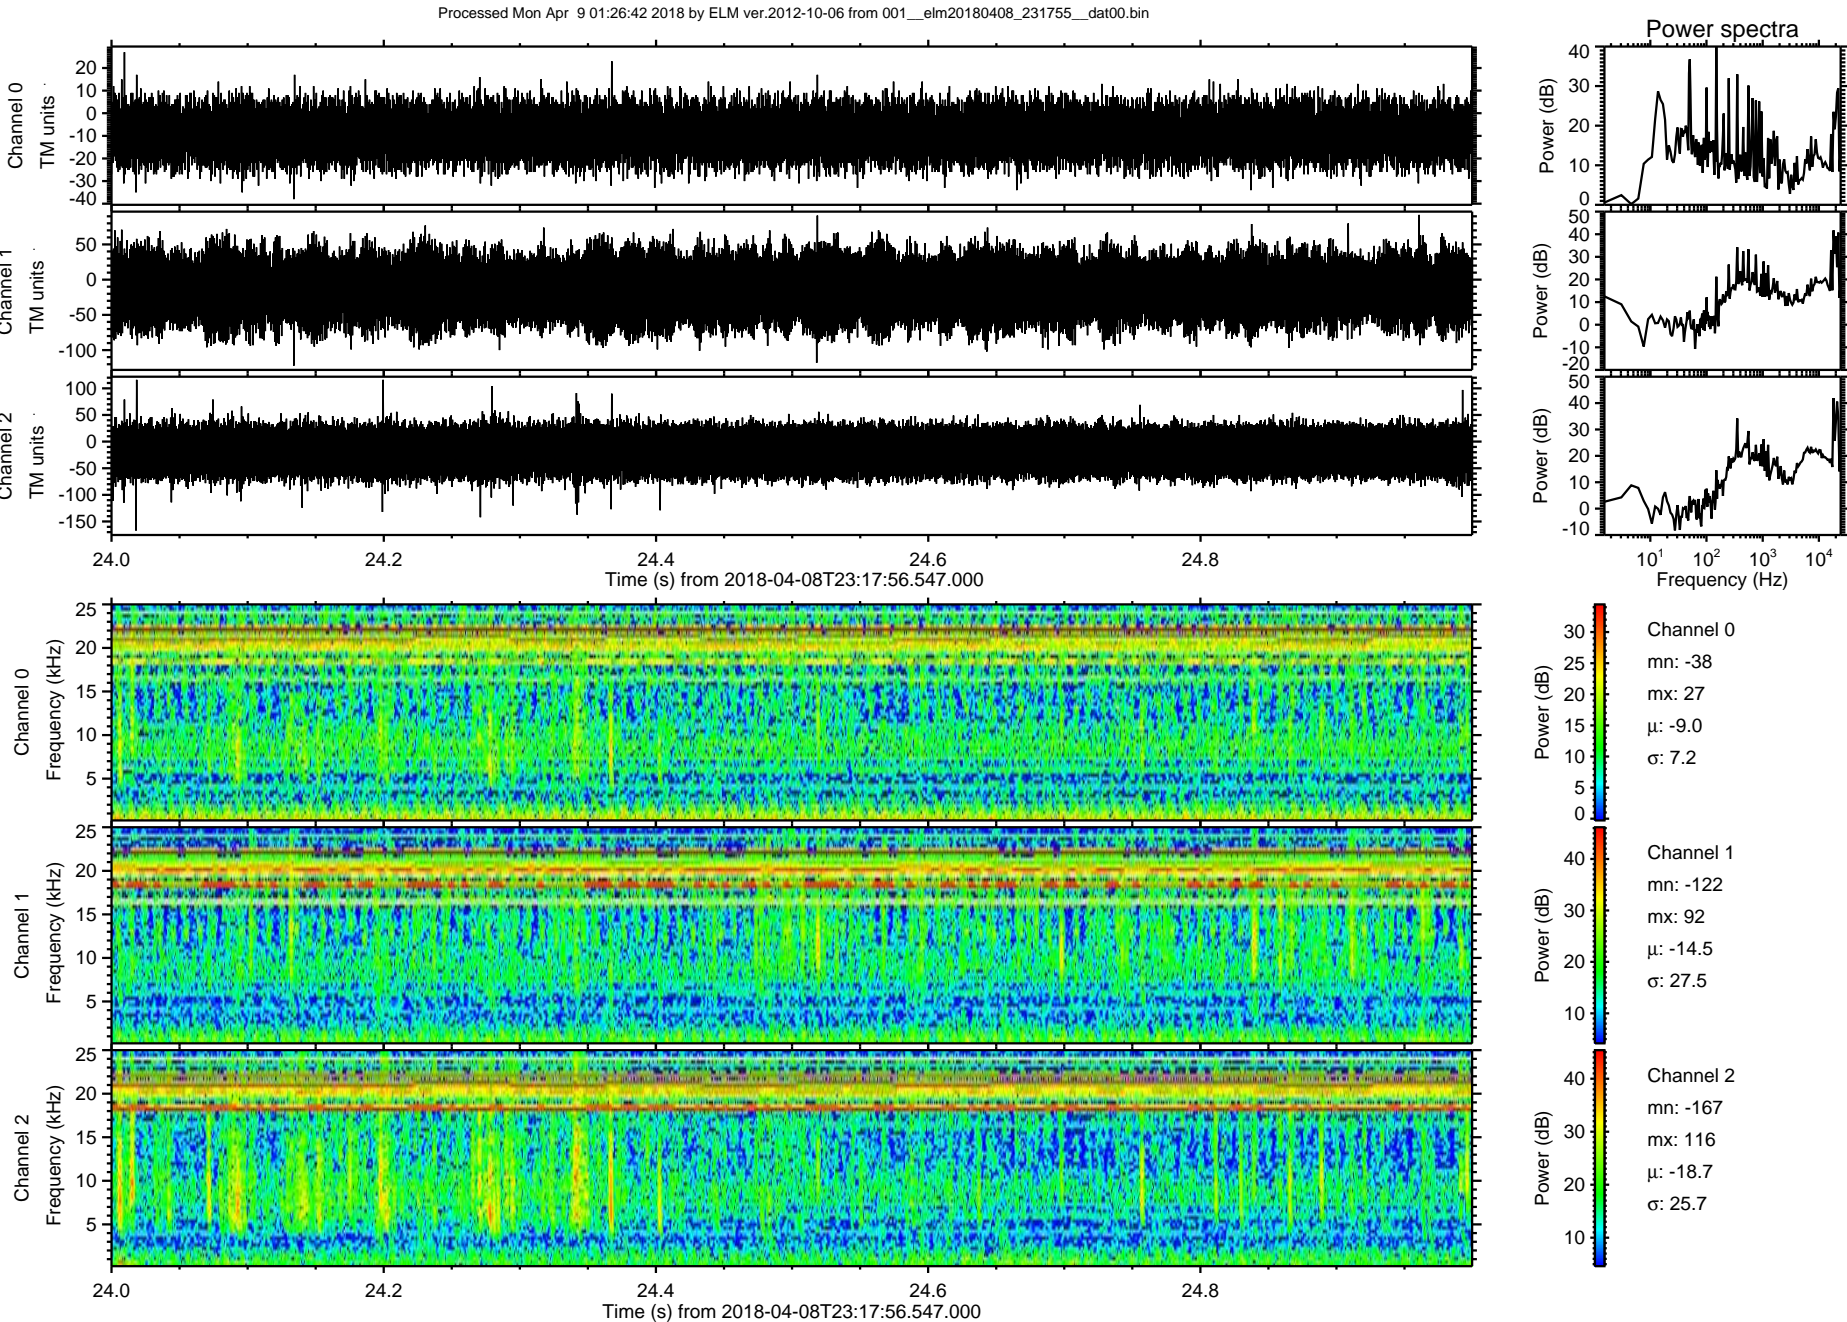 Processed Mon Apr  9 01:26:42 2018 by ELM ver.2012-10-06 from 001__elm20180408_231755__dat00.bin
Power spectra
Channel 0
TM units
20
10
0
-10
-20
-30
-40
Power (dB)
40
30
20
10
0
Channel 1
TM units
50
0
-50
-100
Power (dB)
50
40
30
20
10
0
-10
-20
Channel 2
TM units
100
50
0
-50
-100
-150
Power (dB)
50
40
30
20
10
0
-10
24.0 24.2 24.4 24.6 24.8
Time (s) from 2018-04-08T23:17:56.547.000
10^1 10^2 10^3 10^4
Frequency (Hz)
Channel 0
Frequency (kHz)
25
20
15
10
5
Power (dB)
30
25
20
15
10
5
0
Channel 0
mn: -38
mx: 27
μ: -9.0
σ: 7.2
Channel 1
Frequency (kHz)
25
20
15
10
5
Power (dB)
40
30
20
10
Channel 1
mn: -122
mx: 92
μ: -14.5
σ: 27.5
Channel 2
Frequency (kHz)
25
20
15
10
5
Power (dB)
40
30
20
10
Channel 2
mn: -167
mx: 116
μ: -18.7
σ: 25.7
24.0 24.2 24.4 24.6 24.8
Time (s) from 2018-04-08T23:17:56.547.000